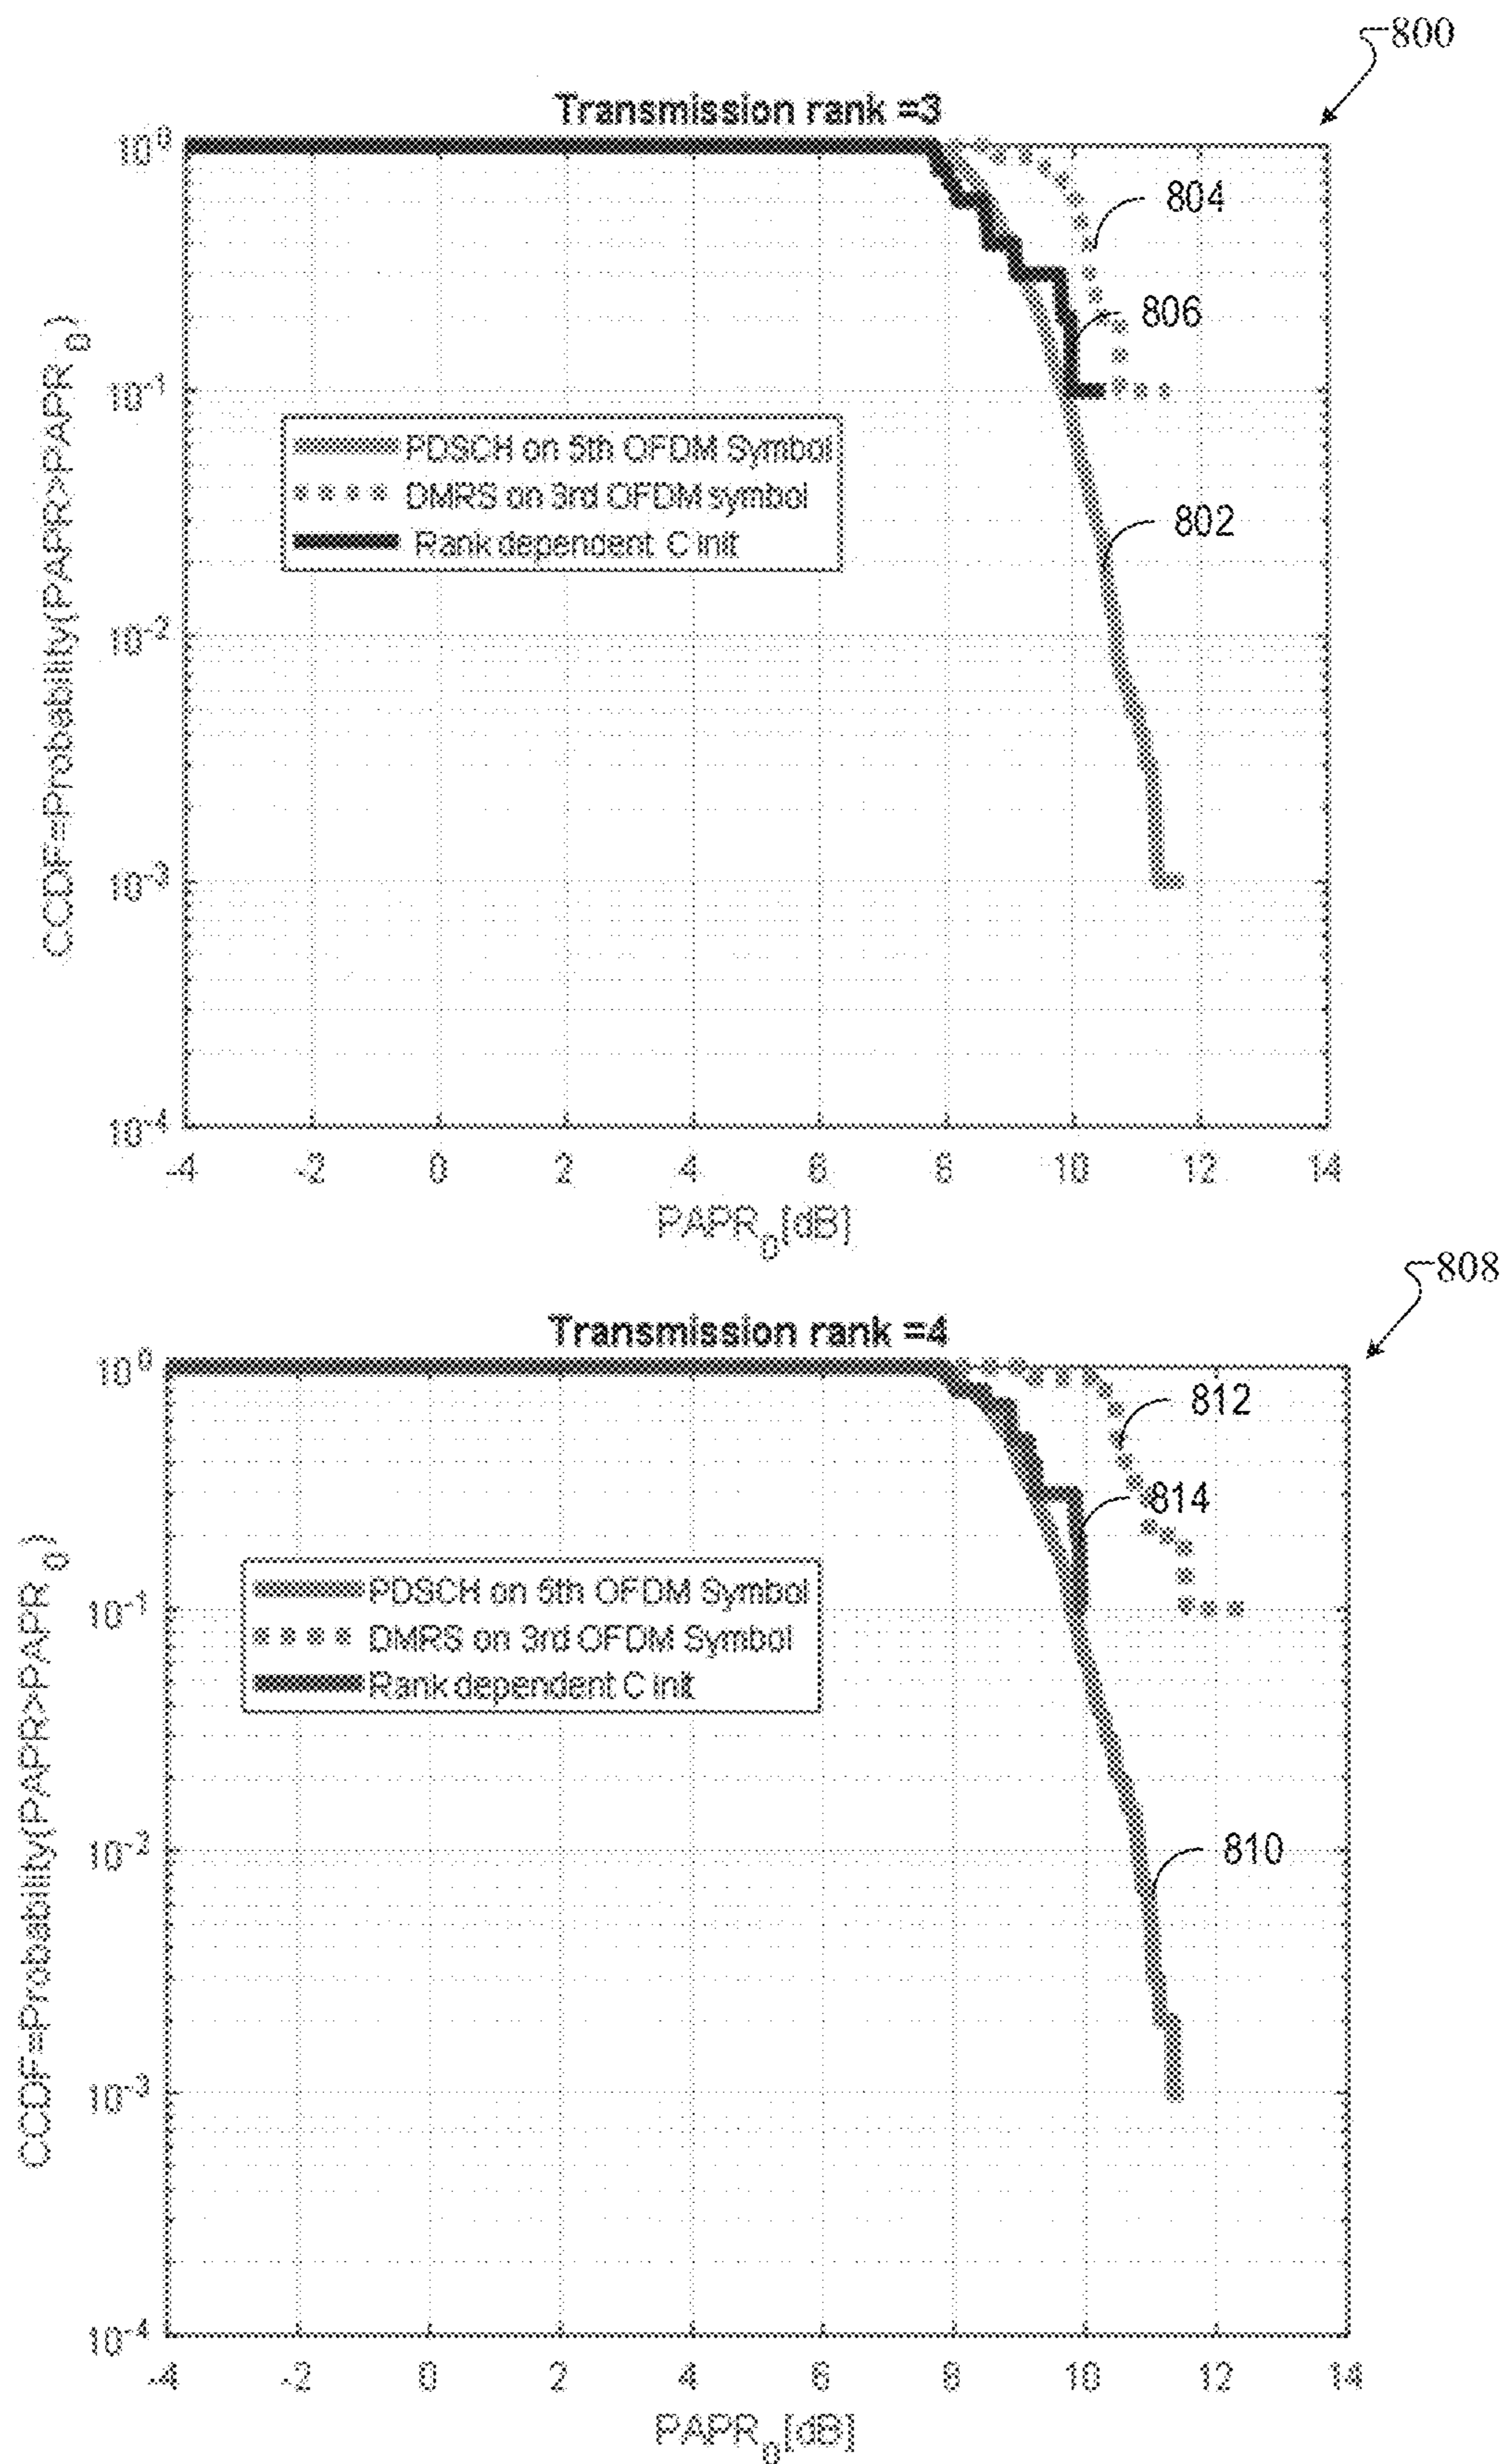 800
Transmission rank =3
10^0
804
806
10^-1
PDSCH on 5th OFDM Symbol
DMRS on 3rd OFDM symbol
Rank dependent C init
802
10^-2
10^-3
10^-4
CCDF=Probability(PAPR>PAPR_0)
-4 -2 0 2 4 6 8 10 12 14
PAPR_0[dB]
808
Transmission rank =4
10^0
812
814
PDSCH on 5th OFDM Symbol
10^-1
DMRS on 3rd OFDM Symbol
Rank dependent C init
10^-2
810
10^-3
10^-4
CCDF=Probability(PAPR>PAPR_0)
-4 -2 0 2 4 6 8 10 12 14
PAPR_0[dB]